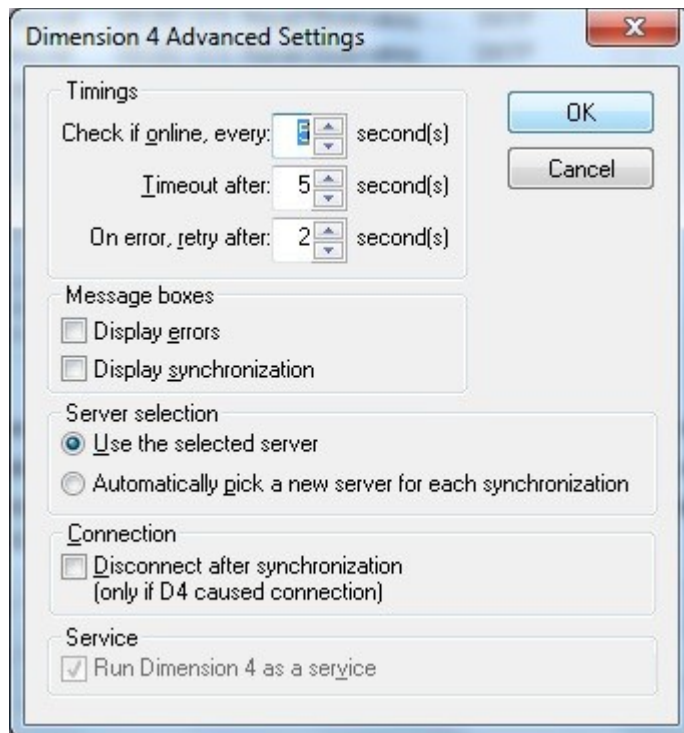 Dimension 4 Advanced Settings
Timings
Check if online, every: 5 second(s)
Timeout after: 5 second(s)
On error, retry after: 2 second(s)
OK
Cancel
Message boxes
Display errors
Display synchronization
Server selection
Use the selected server
Automatically pick a new server for each synchronization
Connection
Disconnect after synchronization
(only if D4 caused connection)
Service
Run Dimension 4 as a service